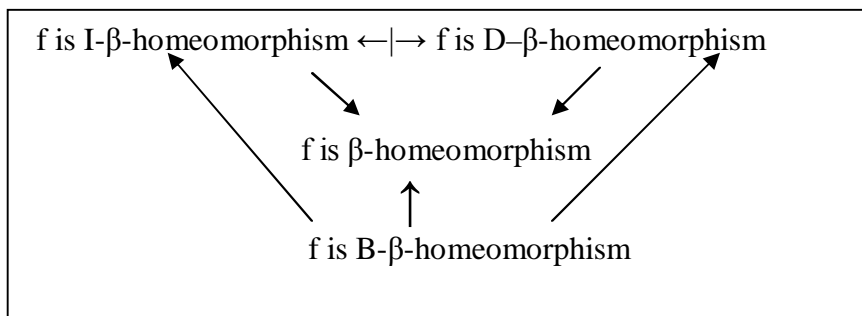 f is I-β-homeomorphism ←|→ f is D–β-homeomorphism
f is β-homeomorphism
f is B-β-homeomorphism